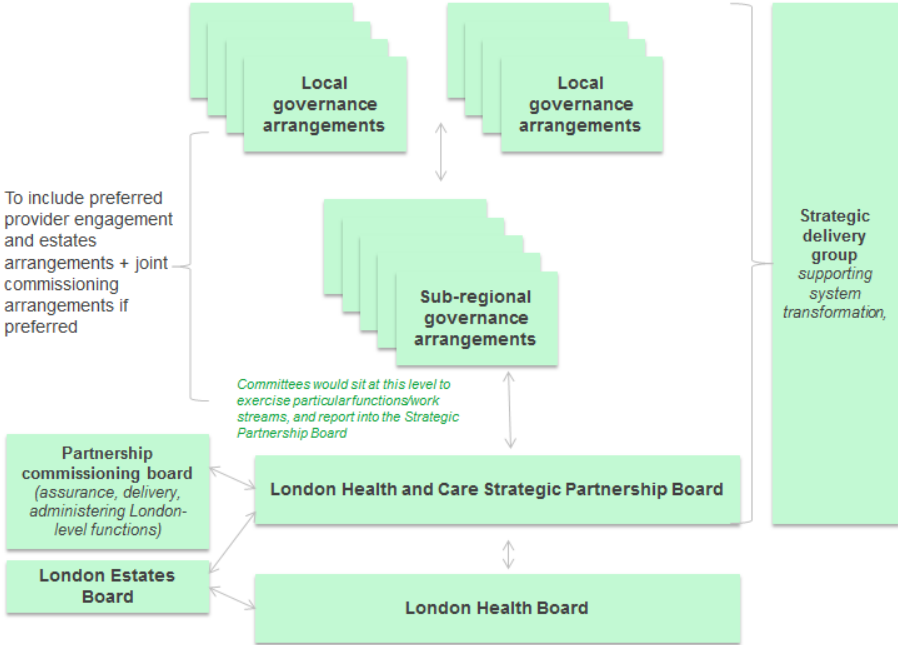 Local
governance
arrangements
Local
governance
arrangements
To include preferred
provider engagement
and estates
arrangements + joint
commissioning
arrangements if
preferred
Strategic
delivery
group
supporting
system
transformation,
Sub-regional
governance
arrangements
Committees would sit at this level to
exercise particular functions/work
streams, and report into the Strategic
Partnership Board
Partnership
commissioning board
(assurance, delivery,
administering London-
level functions)
London Health and Care Strategic Partnership Board
London Estates
Board
London Health Board